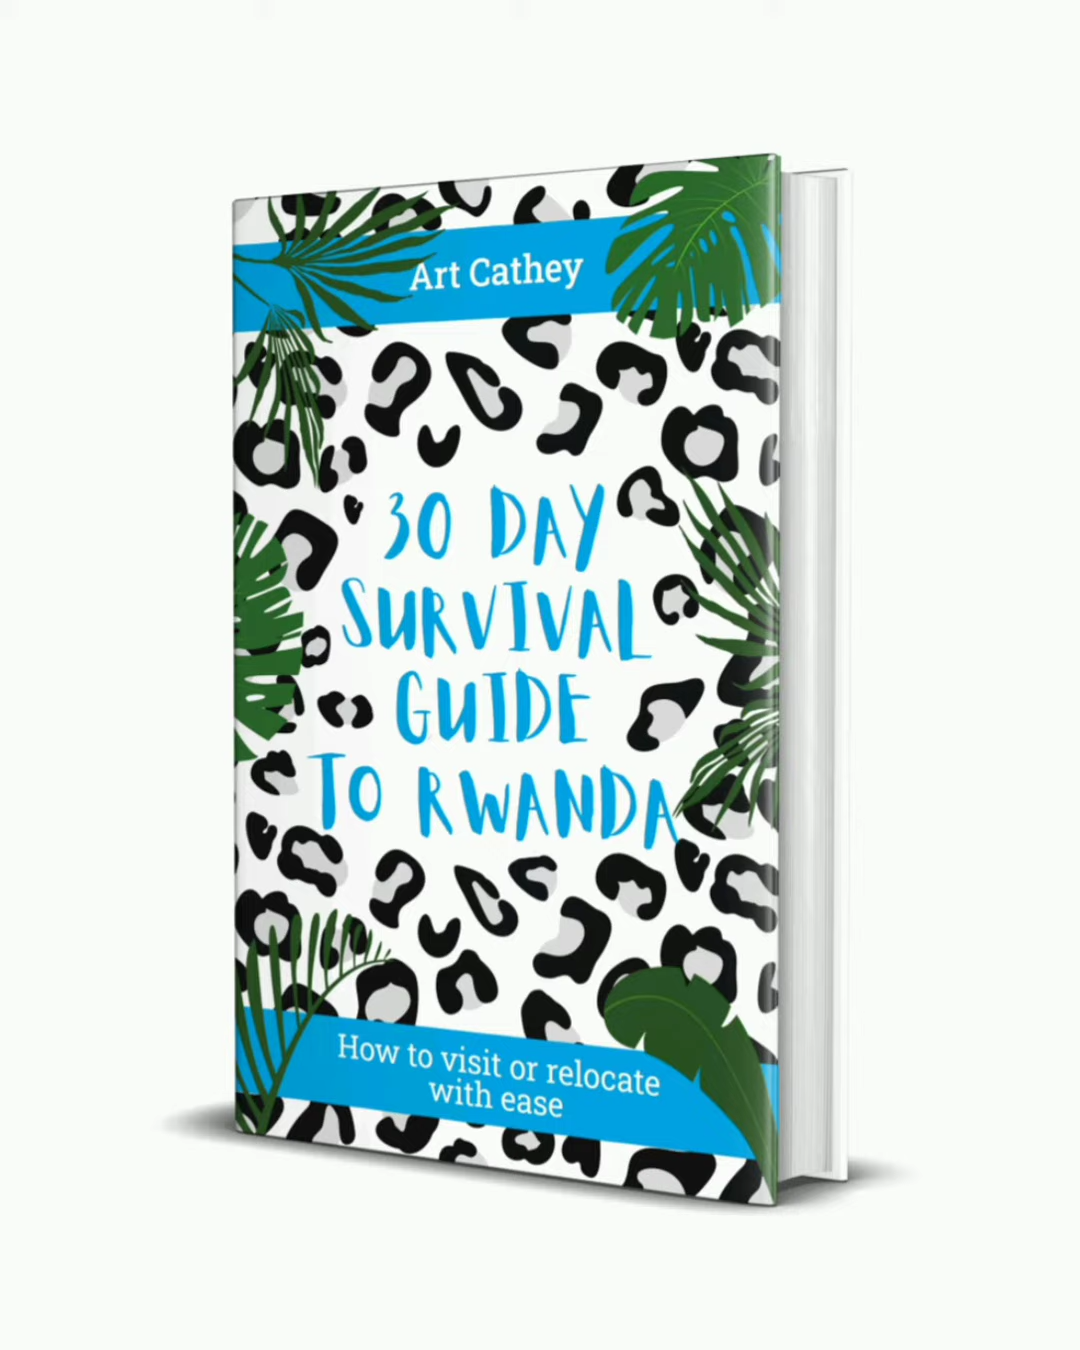 Art Cathey
30 DAY
SURVIVAL
GUIDE
TO RWANDA
How to visit or relocate
with ease